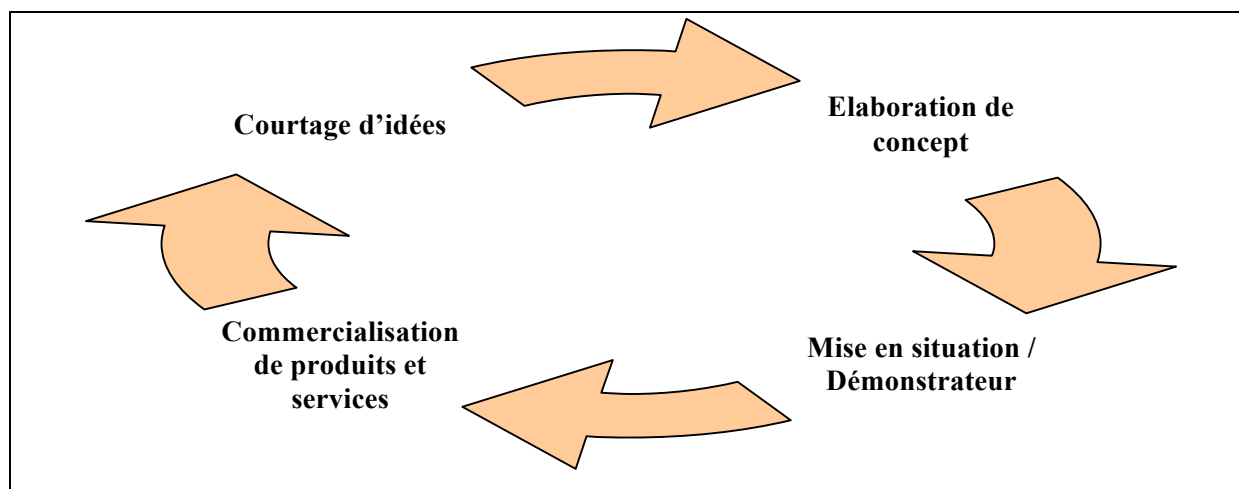 Courtage d’idées
Elaboration de
concept
Mise en situation /
Démonstrateur
Commercialisation
de produits et
services